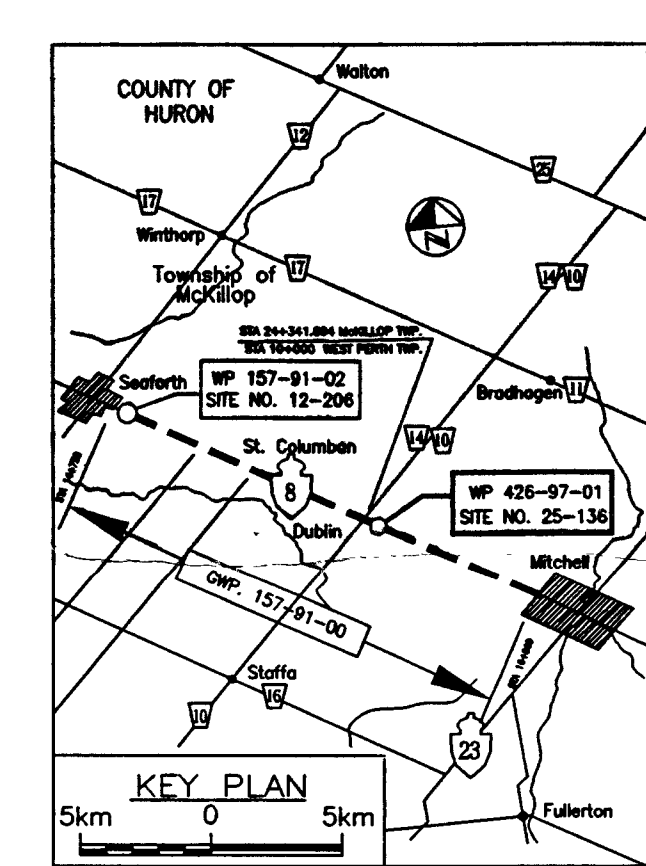 COUNTY OF
HURON
Walton
12
25
17
Winthorp
17
Township of
McKillop
14 10
STA 24+341.694 McKILLOP TWP.
STA 10+000 WEST PERTH TWP.
Seaforth
WP 157-91-02
SITE NO. 12-206
Bradhagen
11
14 10
St. Columban
8
WP 426-97-01
SITE NO. 25-136
Dublin
Mitchell
GWP. 157-91-00
Staffa
16
10
23
KEY PLAN
5km 0 5km
Fullerton